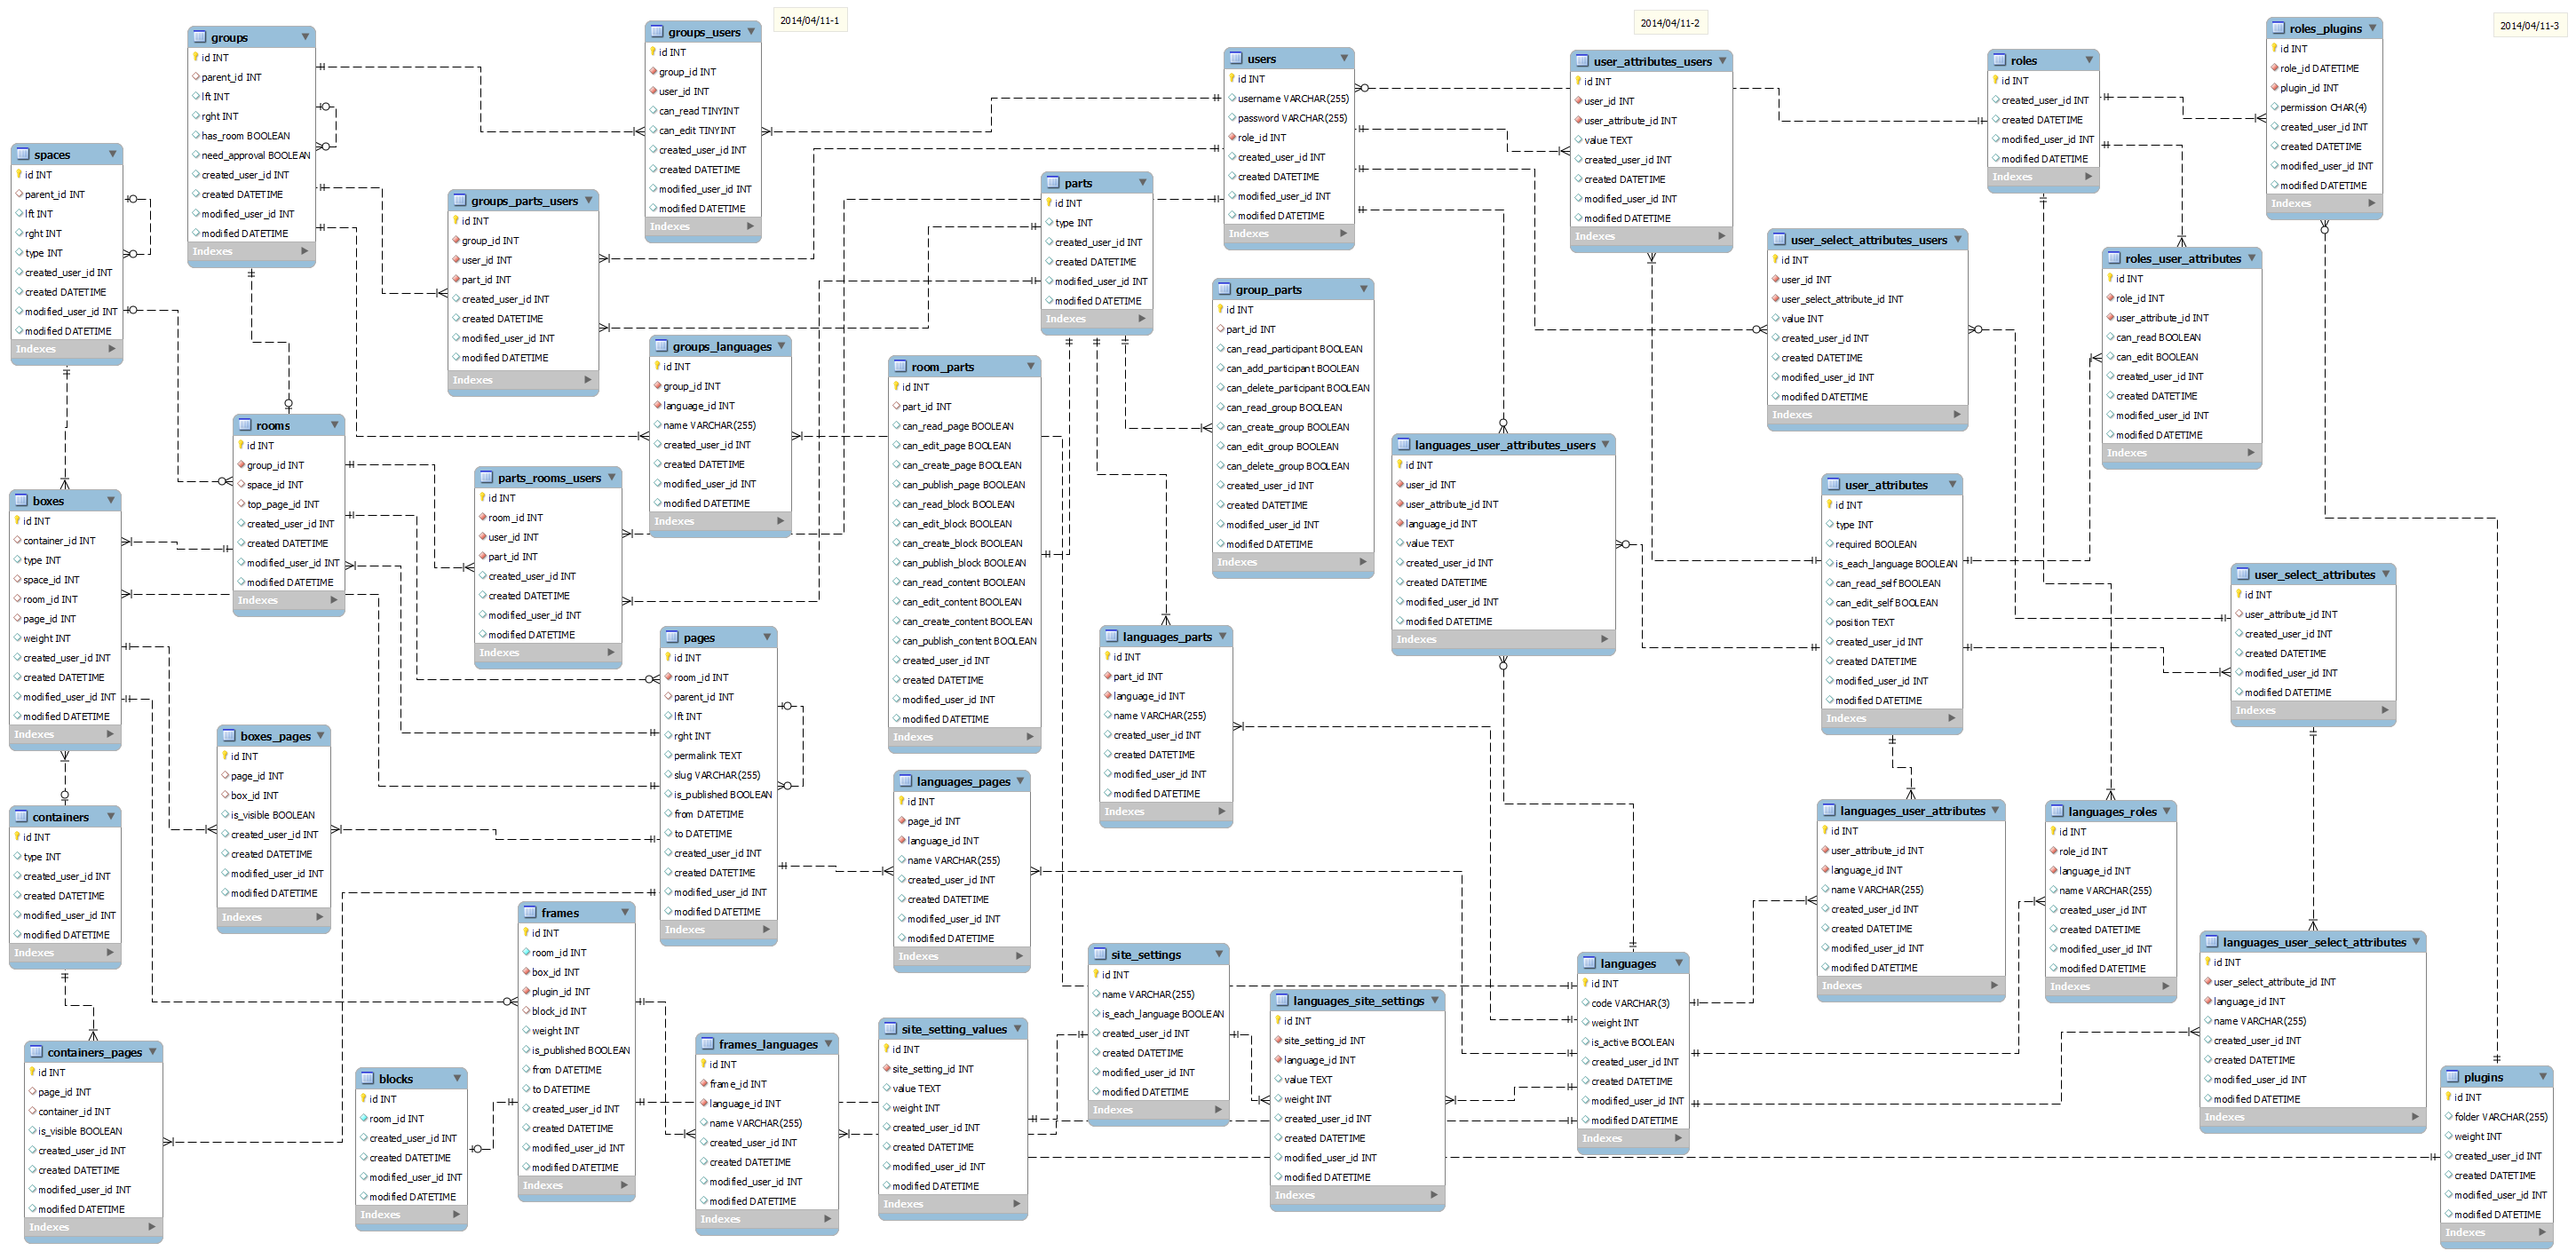 2014/04/11-1
2014/04/11-2
2014/04/11-3
groups
id INT
parent_id INT
lft INT
rght INT
has_room BOOLEAN
need_approval BOOLEAN
created_user_id INT
created DATETIME
modified_user_id INT
modified DATETIME
Indexes
groups_users
id INT
group_id INT
user_id INT
can_read TINYINT
can_edit TINYINT
created_user_id INT
created DATETIME
modified_user_id INT
modified DATETIME
Indexes
users
id INT
username VARCHAR(255)
password VARCHAR(255)
role_id INT
created_user_id INT
created DATETIME
modified_user_id INT
modified DATETIME
Indexes
user_attributes_users
id INT
user_id INT
user_attribute_id INT
value TEXT
created_user_id INT
created DATETIME
modified_user_id INT
modified DATETIME
Indexes
roles
id INT
created_user_id INT
created DATETIME
modified_user_id INT
modified DATETIME
Indexes
roles_plugins
id INT
role_id DATETIME
plugin_id INT
permission CHAR(4)
created_user_id INT
created DATETIME
modified_user_id INT
modified DATETIME
Indexes
spaces
id INT
parent_id INT
lft INT
rght INT
type INT
created_user_id INT
created DATETIME
modified_user_id INT
modified DATETIME
Indexes
groups_parts_users
id INT
group_id INT
user_id INT
part_id INT
created_user_id INT
created DATETIME
modified_user_id INT
modified DATETIME
Indexes
parts
id INT
type INT
created_user_id INT
created DATETIME
modified_user_id INT
modified DATETIME
Indexes
group_parts
id INT
part_id INT
can_read_participant BOOLEAN
can_add_participant BOOLEAN
can_delete_participant BOOLEAN
can_read_group BOOLEAN
can_create_group BOOLEAN
can_edit_group BOOLEAN
can_delete_group BOOLEAN
created_user_id INT
created DATETIME
modified_user_id INT
modified DATETIME
Indexes
user_select_attributes_users
id INT
user_id INT
user_select_attribute_id INT
value INT
created_user_id INT
created DATETIME
modified_user_id INT
modified DATETIME
Indexes
roles_user_attributes
id INT
role_id INT
user_attribute_id INT
can_read BOOLEAN
can_edit BOOLEAN
created_user_id INT
created DATETIME
modified_user_id INT
modified DATETIME
Indexes
groups_languages
id INT
group_id INT
language_id INT
name VARCHAR(255)
created_user_id INT
created DATETIME
modified_user_id INT
modified DATETIME
Indexes
room_parts
id INT
part_id INT
can_read_page BOOLEAN
can_edit_page BOOLEAN
can_create_page BOOLEAN
can_publish_page BOOLEAN
can_read_block BOOLEAN
can_edit_block BOOLEAN
can_create_block BOOLEAN
can_publish_block BOOLEAN
can_read_content BOOLEAN
can_edit_content BOOLEAN
can_create_content BOOLEAN
can_publish_content BOOLEAN
created_user_id INT
created DATETIME
modified_user_id INT
modified DATETIME
Indexes
rooms
id INT
group_id INT
space_id INT
top_page_id INT
created_user_id INT
created DATETIME
modified_user_id INT
modified DATETIME
Indexes
parts_rooms_users
id INT
room_id INT
user_id INT
part_id INT
created_user_id INT
created DATETIME
modified_user_id INT
modified DATETIME
Indexes
languages_user_attributes_users
id INT
user_id INT
user_attribute_id INT
language_id INT
value TEXT
created_user_id INT
created DATETIME
modified_user_id INT
modified DATETIME
Indexes
user_attributes
id INT
type INT
required BOOLEAN
is_each_language BOOLEAN
can_read_self BOOLEAN
can_edit_self BOOLEAN
position TEXT
created_user_id INT
created DATETIME
modified_user_id INT
modified DATETIME
Indexes
user_select_attributes
id INT
user_attribute_id INT
created_user_id INT
created DATETIME
modified_user_id INT
modified DATETIME
Indexes
boxes
id INT
container_id INT
type INT
space_id INT
room_id INT
page_id INT
weight INT
created_user_id INT
created DATETIME
modified_user_id INT
modified DATETIME
Indexes
pages
id INT
room_id INT
parent_id INT
lft INT
rght INT
permalink TEXT
slug VARCHAR(255)
is_published BOOLEAN
from DATETIME
to DATETIME
created_user_id INT
created DATETIME
modified_user_id INT
modified DATETIME
Indexes
languages_parts
id INT
part_id INT
language_id INT
name VARCHAR(255)
created_user_id INT
created DATETIME
modified_user_id INT
modified DATETIME
Indexes
boxes_pages
id INT
page_id INT
box_id INT
is_visible BOOLEAN
created_user_id INT
created DATETIME
modified_user_id INT
modified DATETIME
Indexes
languages_pages
id INT
page_id INT
language_id INT
name VARCHAR(255)
created_user_id INT
created DATETIME
modified_user_id INT
modified DATETIME
Indexes
containers
id INT
type INT
created_user_id INT
created DATETIME
modified_user_id INT
modified DATETIME
Indexes
languages_user_attributes
id INT
user_attribute_id INT
language_id INT
name VARCHAR(255)
created_user_id INT
created DATETIME
modified_user_id INT
modified DATETIME
Indexes
languages_roles
id INT
role_id INT
language_id INT
name VARCHAR(255)
created_user_id INT
created DATETIME
modified_user_id INT
modified DATETIME
Indexes
frames
id INT
room_id INT
box_id INT
plugin_id INT
block_id INT
weight INT
is_published BOOLEAN
from DATETIME
to DATETIME
created_user_id INT
created DATETIME
modified_user_id INT
modified DATETIME
Indexes
site_settings
id INT
name VARCHAR(255)
is_each_language BOOLEAN
created_user_id INT
created DATETIME
modified_user_id INT
modified DATETIME
Indexes
languages
id INT
code VARCHAR(3)
weight INT
is_active BOOLEAN
created_user_id INT
created DATETIME
modified_user_id INT
modified DATETIME
Indexes
languages_user_select_attributes
id INT
user_select_attribute_id INT
language_id INT
name VARCHAR(255)
created_user_id INT
created DATETIME
modified_user_id INT
modified DATETIME
Indexes
languages_site_settings
id INT
site_setting_id INT
language_id INT
value TEXT
weight INT
created_user_id INT
created DATETIME
modified_user_id INT
modified DATETIME
Indexes
site_setting_values
id INT
site_setting_id INT
value TEXT
weight INT
created_user_id INT
created DATETIME
modified_user_id INT
modified DATETIME
Indexes
frames_languages
id INT
frame_id INT
language_id INT
name VARCHAR(255)
created_user_id INT
created DATETIME
modified_user_id INT
modified DATETIME
Indexes
containers_pages
id INT
page_id INT
container_id INT
is_visible BOOLEAN
created_user_id INT
created DATETIME
modified_user_id INT
modified DATETIME
Indexes
blocks
id INT
room_id INT
created_user_id INT
created DATETIME
modified_user_id INT
modified DATETIME
Indexes
plugins
id INT
folder VARCHAR(255)
weight INT
created_user_id INT
created DATETIME
modified_user_id INT
modified DATETIME
Indexes